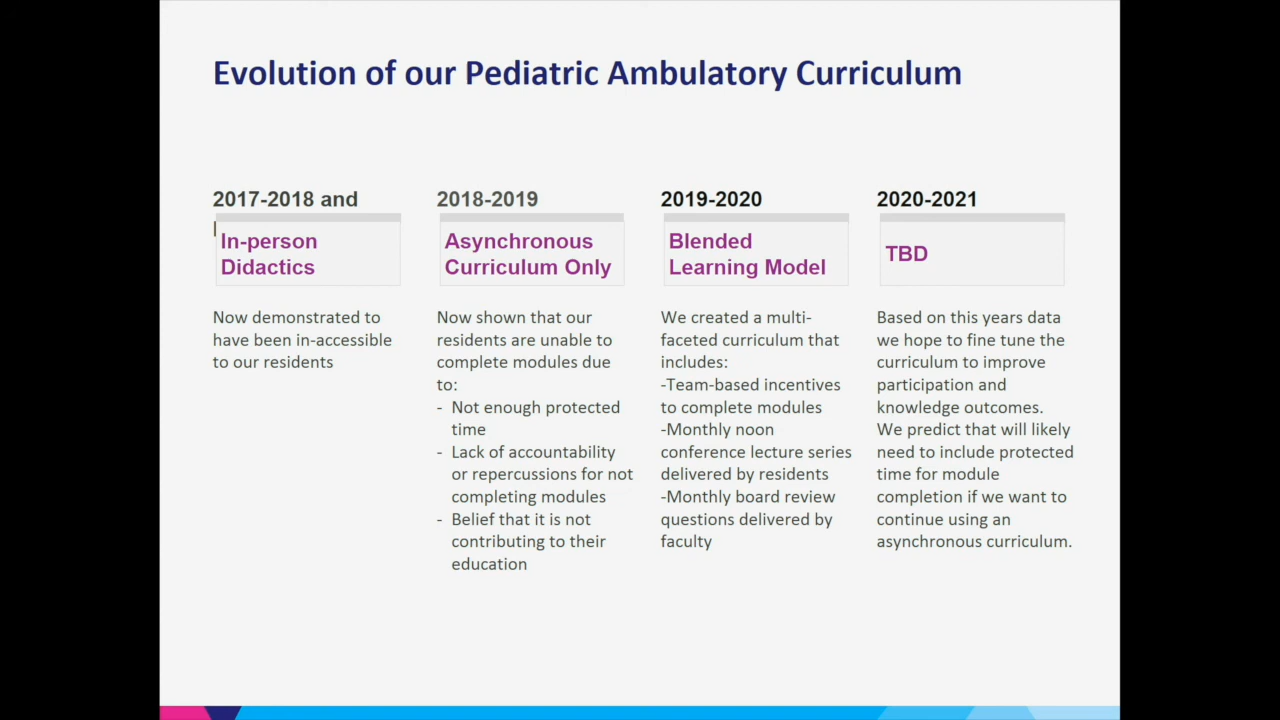 Evolution of our Pediatric Ambulatory Curriculum
2017-2018 and
In-person
Didactics
Now demonstrated to
have been in-accessible
to our residents
2018-2019
Asynchronous
Curriculum Only
Now shown that our
residents are unable to
complete modules due
to:
- Not enough protected
time
- Lack of accountability
or repercussions for not
completing modules
- Belief that it is not
contributing to their
education
2019-2020
Blended
Learning Model
We created a multi-
faceted curriculum that
includes:
-Team-based incentives
to complete modules
-Monthly noon
conference lecture series
delivered by residents
-Monthly board review
questions delivered by
faculty
2020-2021
TBD
Based on this years data
we hope to fine tune the
curriculum to improve
participation and
knowledge outcomes.
We predict that will likely
need to include protected
time for module
completion if we want to
continue using an
asynchronous curriculum.